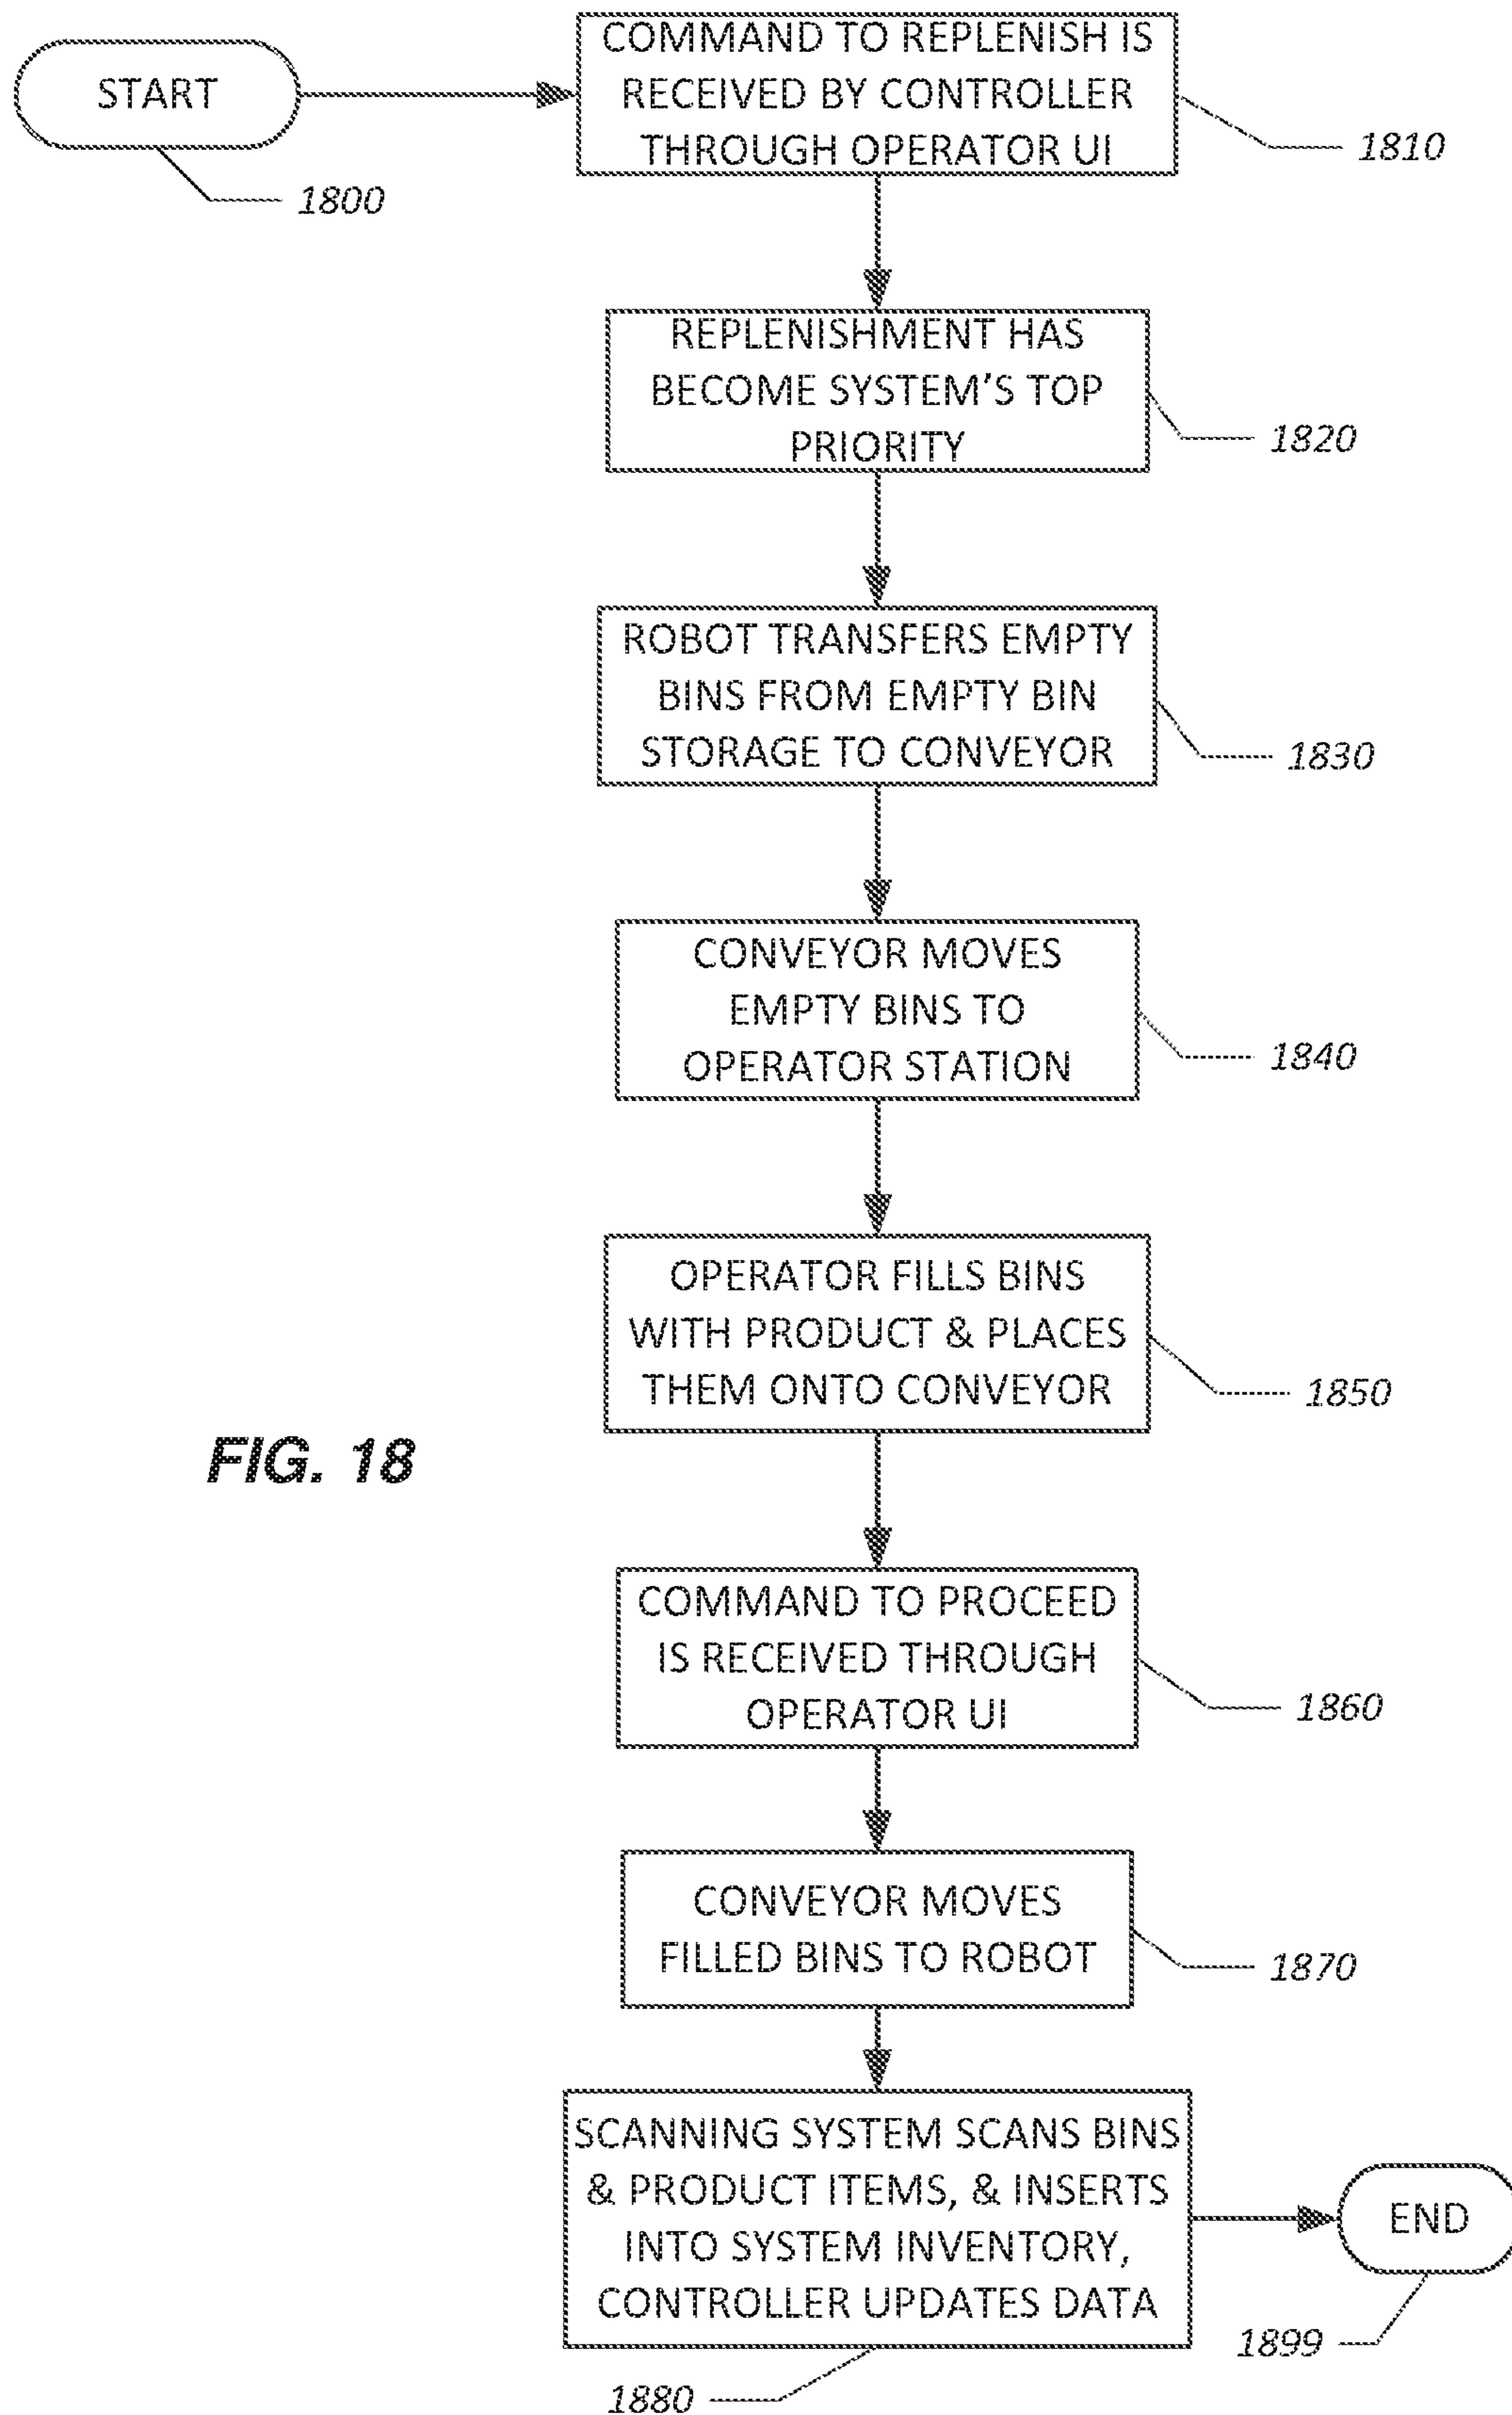 START
1800
COMMAND TO REPLENISH IS
RECEIVED BY CONTROLLER
THROUGH OPERATOR UI
1810
REPLENISHMENT HAS
BECOME SYSTEM'S TOP
PRIORITY
1820
ROBOT TRANSFERS EMPTY
BINS FROM EMPTY BIN
STORAGE TO CONVEYOR
1830
CONVEYOR MOVES
EMPTY BINS TO
OPERATOR STATION
1840
OPERATOR FILLS BINS
WITH PRODUCT & PLACES
THEM ONTO CONVEYOR
1850
FIG. 18
COMMAND TO PROCEED
IS RECEIVED THROUGH
OPERATOR UI
1860
CONVEYOR MOVES
FILLED BINS TO ROBOT
1870
SCANNING SYSTEM SCANS BINS
& PRODUCT ITEMS, & INSERTS
INTO SYSTEM INVENTORY,
CONTROLLER UPDATES DATA
1880
END
1899